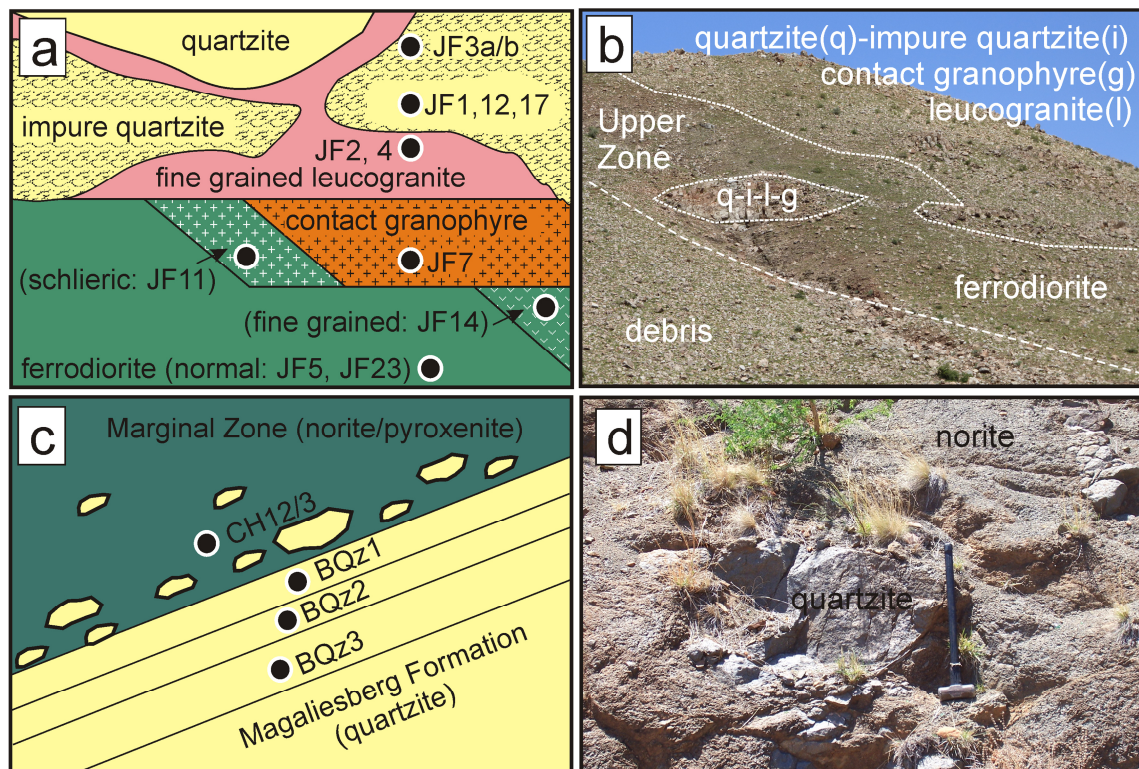 a
quartzite
JF3a/b
JF1,12,17
impure quartzite
JF2, 4
fine grained leucogranite
contact granophyre
JF7
(schlieric: JF11)
(fine grained: JF14)
ferrodiorite (normal: JF5, JF23)
b
quartzite(q)-impure quartzite(i)
contact granophyre(g)
leucogranite(l)
Upper
Zone
q-i-l-g
ferrodiorite
debris
c
Marginal Zone (norite/pyroxenite)
CH12/3
BQz1
BQz2
BQz3
Magaliesberg Formation
(quartzite)
d
norite
quartzite